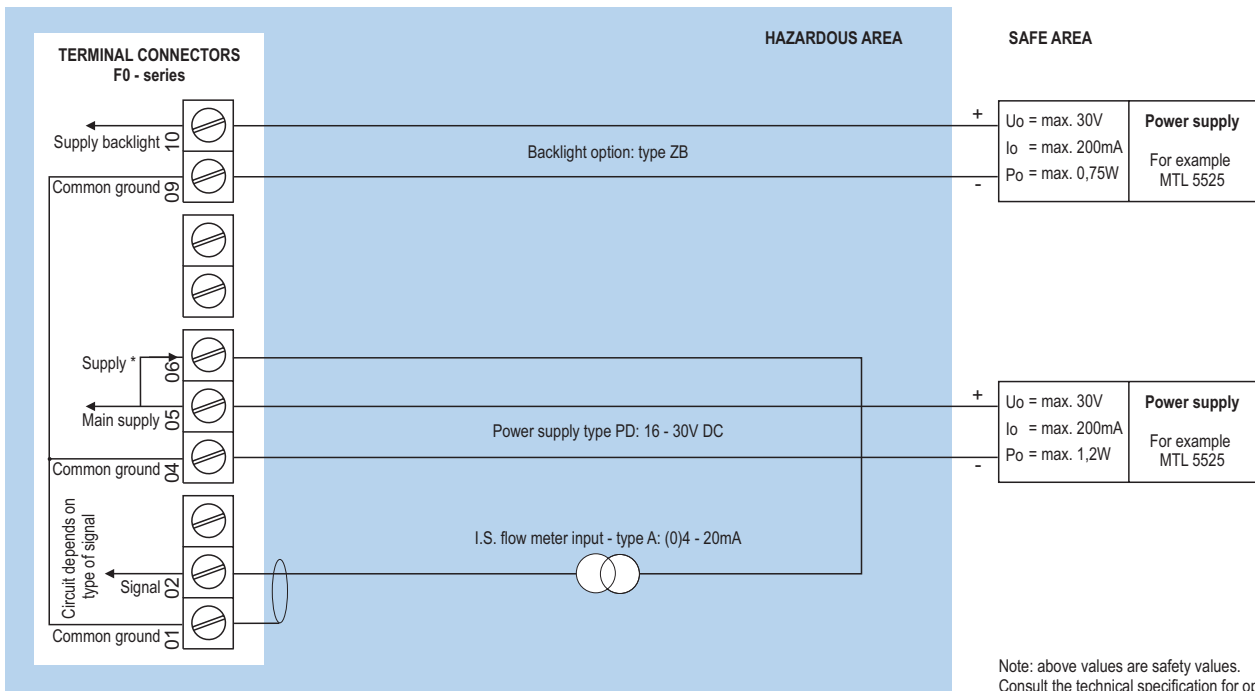 HAZARDOUS AREA
SAFE AREA
TERMINAL CONNECTORS
F0 - series
Supply backlight
10
Common ground
09
Backlight option: type ZB
+
-
Uo = max. 30V
Io = max. 200mA
Po = max. 0,75W
Power supply
For example
MTL 5525
Supply *
06
Main supply
05
Common ground
04
Power supply type PD: 16 - 30V DC
+
-
Uo = max. 30V
Io = max. 200mA
Po = max. 1,2W
Power supply
For example
MTL 5525
Circuit depends on
type of signal
I.S. flow meter input - type A: (0)4 - 20mA
Signal
02
Common ground
01
Note: above values are safety values.
Consult the technical specification for